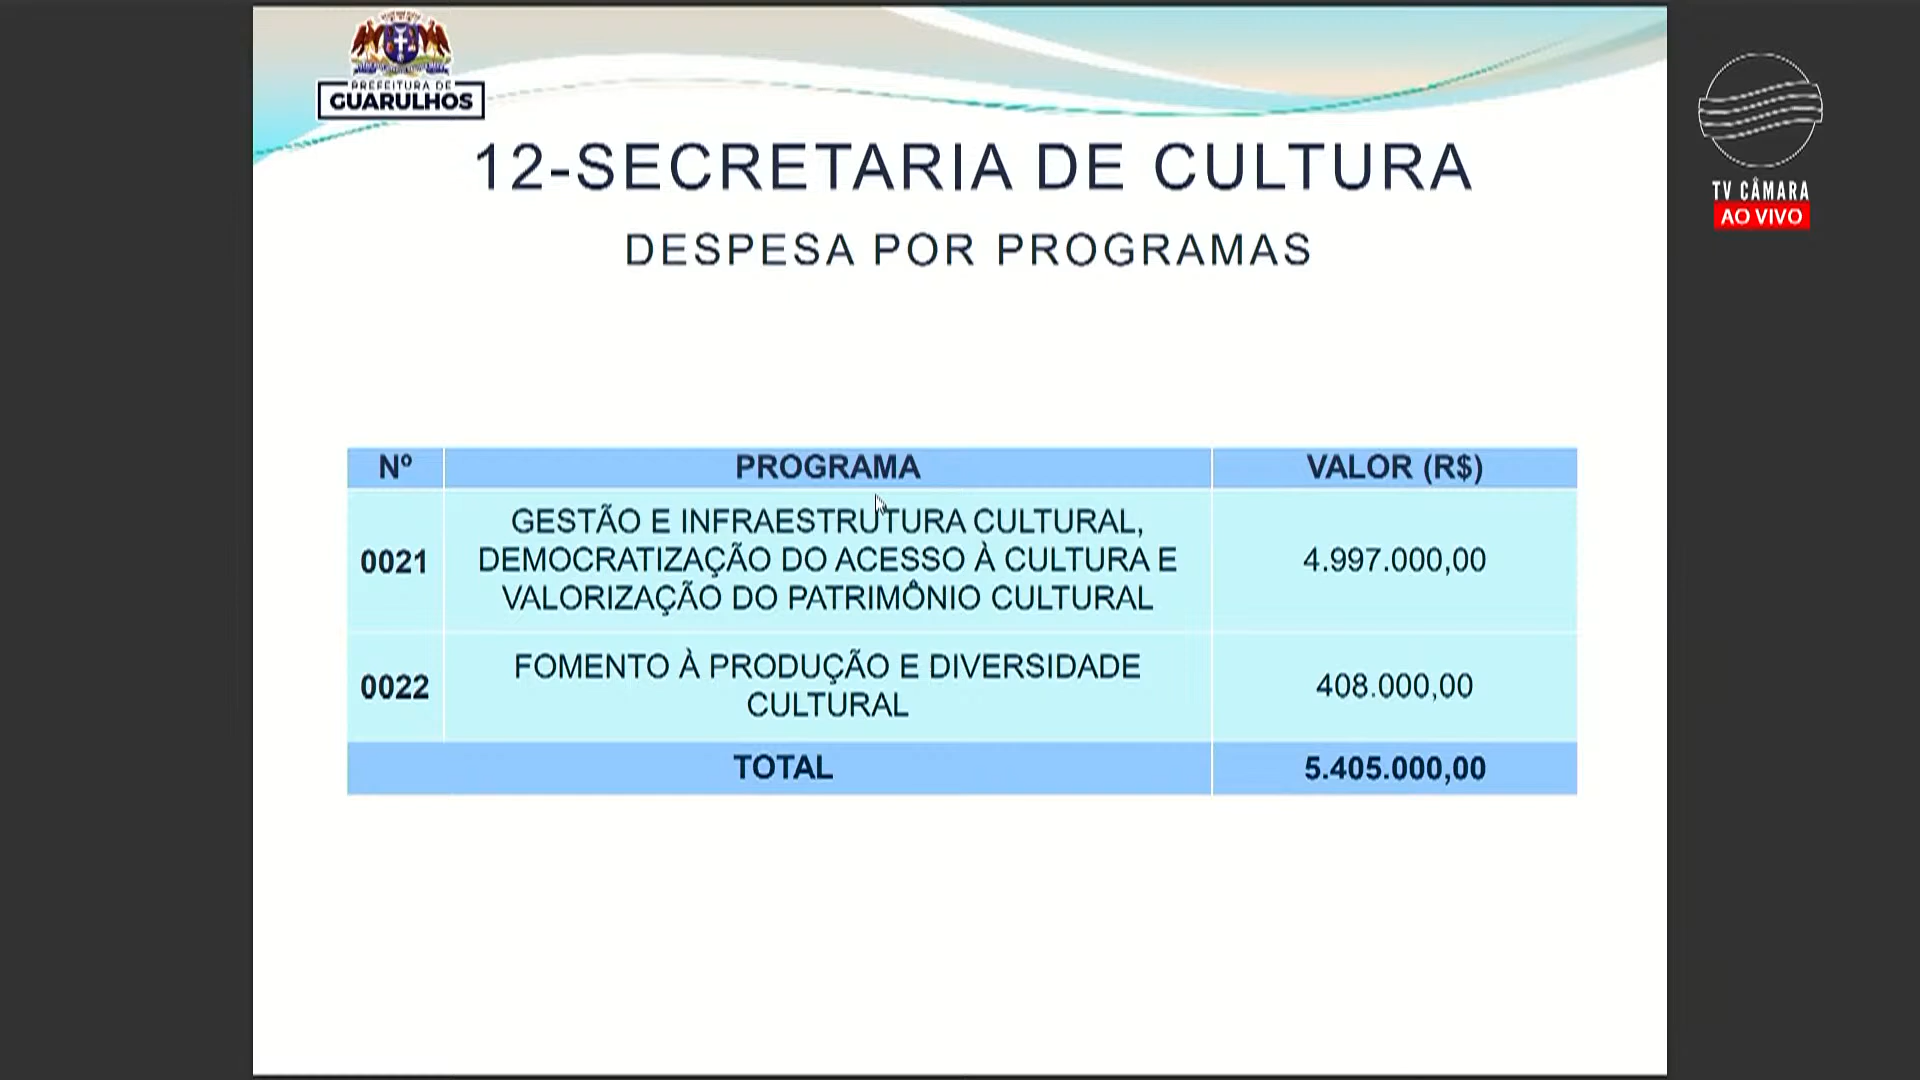 PREFEITURA DE
GUARULHOS
TV CÂMARA
AO VIVO
12-SECRETARIA DE CULTURA
DESPESA POR PROGRAMAS
Nº PROGRAMA VALOR (R$)
0021 GESTÃO E INFRAESTRUTURA CULTURAL, DEMOCRATIZAÇÃO DO ACESSO À CULTURA E VALORIZAÇÃO DO PATRIMÔNIO CULTURAL 4.997.000,00
0022 FOMENTO À PRODUÇÃO E DIVERSIDADE CULTURAL 408.000,00
TOTAL 5.405.000,00